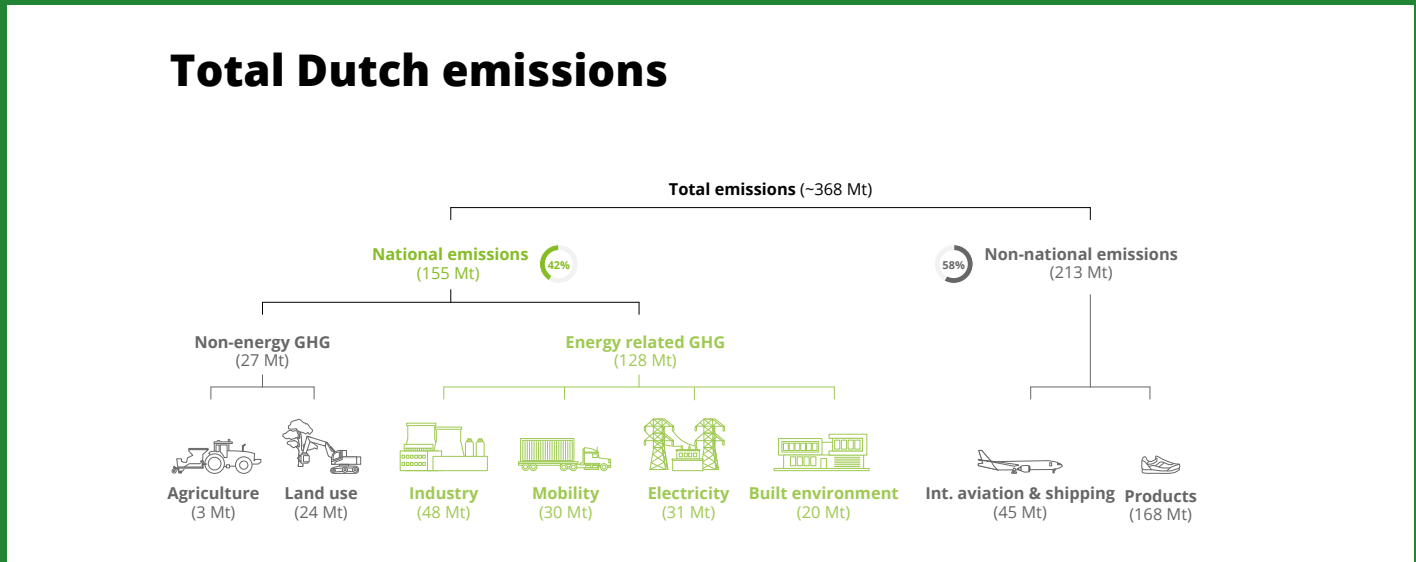 Total Dutch emissions
Total emissions (~368 Mt)
National emissions
(155 Mt)
42%
58%
Non-national emissions
(213 Mt)
Non-energy GHG
(27 Mt)
Energy related GHG
(128 Mt)
Agriculture
(3 Mt)
Land use
(24 Mt)
Industry
(48 Mt)
Mobility
(30 Mt)
Electricity
(31 Mt)
Built environment
(20 Mt)
Int. aviation & shipping
(45 Mt)
Products
(168 Mt)